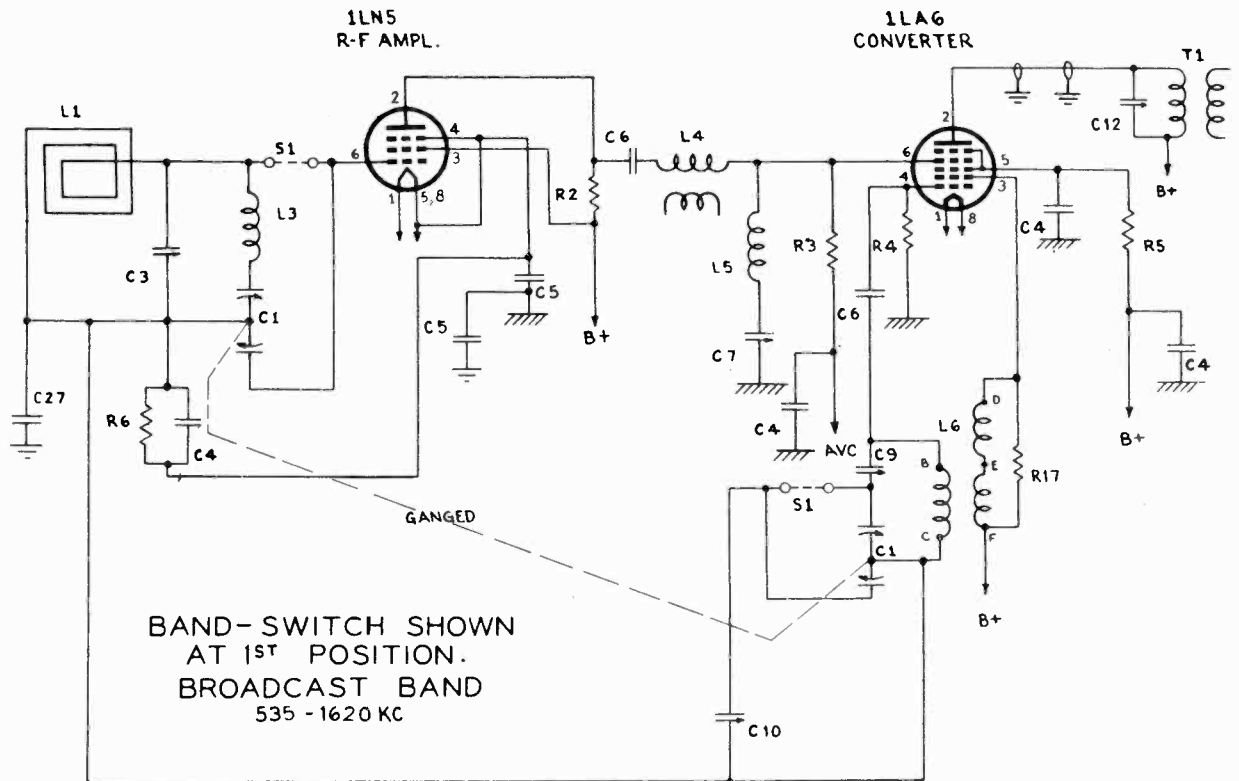 1LN5
R-F AMPL.
1LA6
CONVERTER
T1
L1
S1
2
4
3
6
1
5,8
C6
L4
2
6
4
5
3
1
8
C12
B+
L3
R2
C3
C1
C5
C5
B+
L5
R3
R4
C4
R5
C6
C7
C4
AVC
C4
B+
C27
R6
C4
C9
B
C
L6
D
E
F
R17
S1
C1
B+
GANGED
C10
BAND-SWITCH SHOWN
AT 1ST POSITION.
BROADCAST BAND
535 - 1620 KC